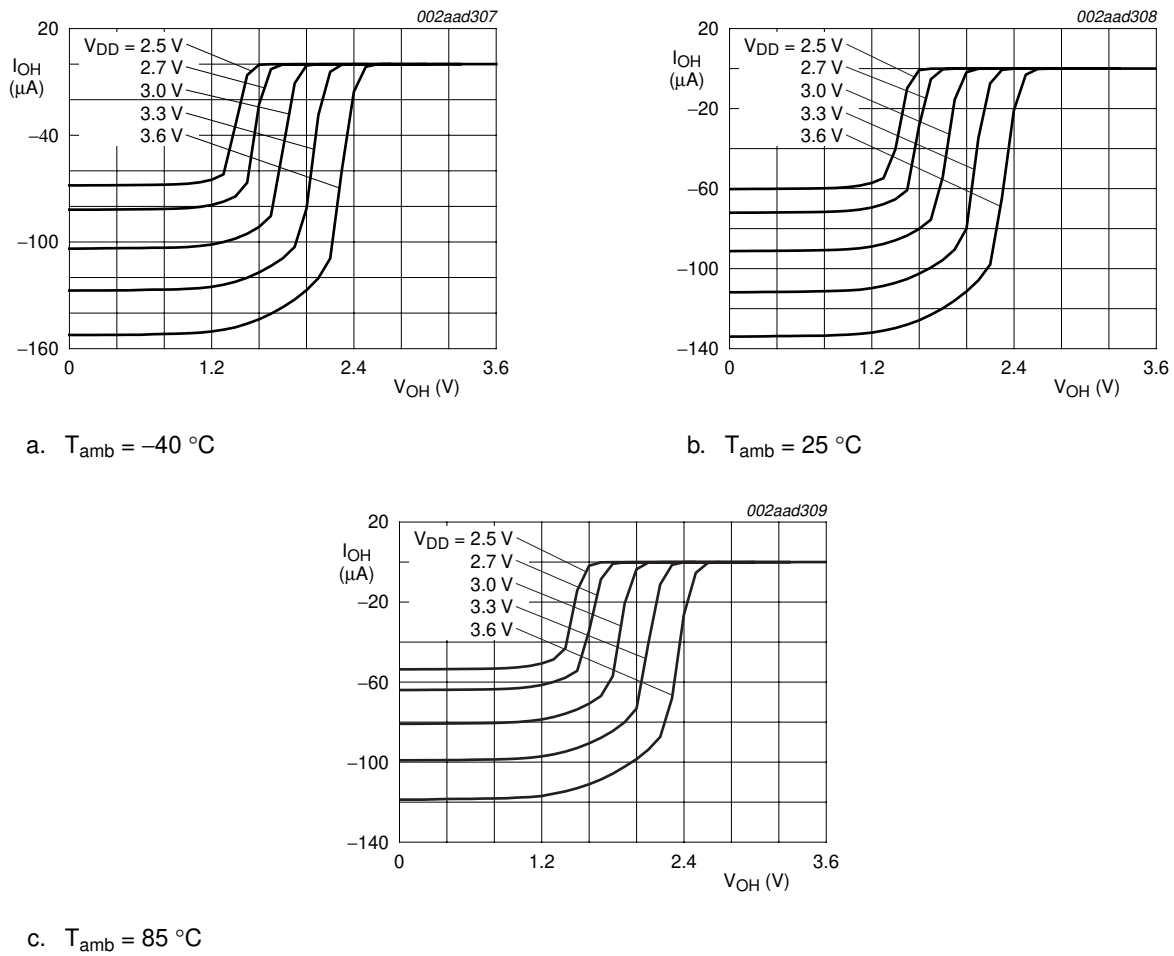 002aad307
20
−40
−100
−160
IOH
(μA)
VDD = 2.5 V
2.7 V
3.0 V
3.3 V
3.6 V
0
1.2
2.4
3.6
VOH (V)
a. Tamb = −40 °C
002aad308
20
−20
−60
−100
−140
IOH
(μA)
VDD = 2.5 V
2.7 V
3.0 V
3.3 V
3.6 V
0
1.2
2.4
3.6
VOH (V)
b. Tamb = 25 °C
002aad309
20
−20
−60
−100
−140
IOH
(μA)
VDD = 2.5 V
2.7 V
3.0 V
3.3 V
3.6 V
0
1.2
2.4
3.6
VOH (V)
c. Tamb = 85 °C